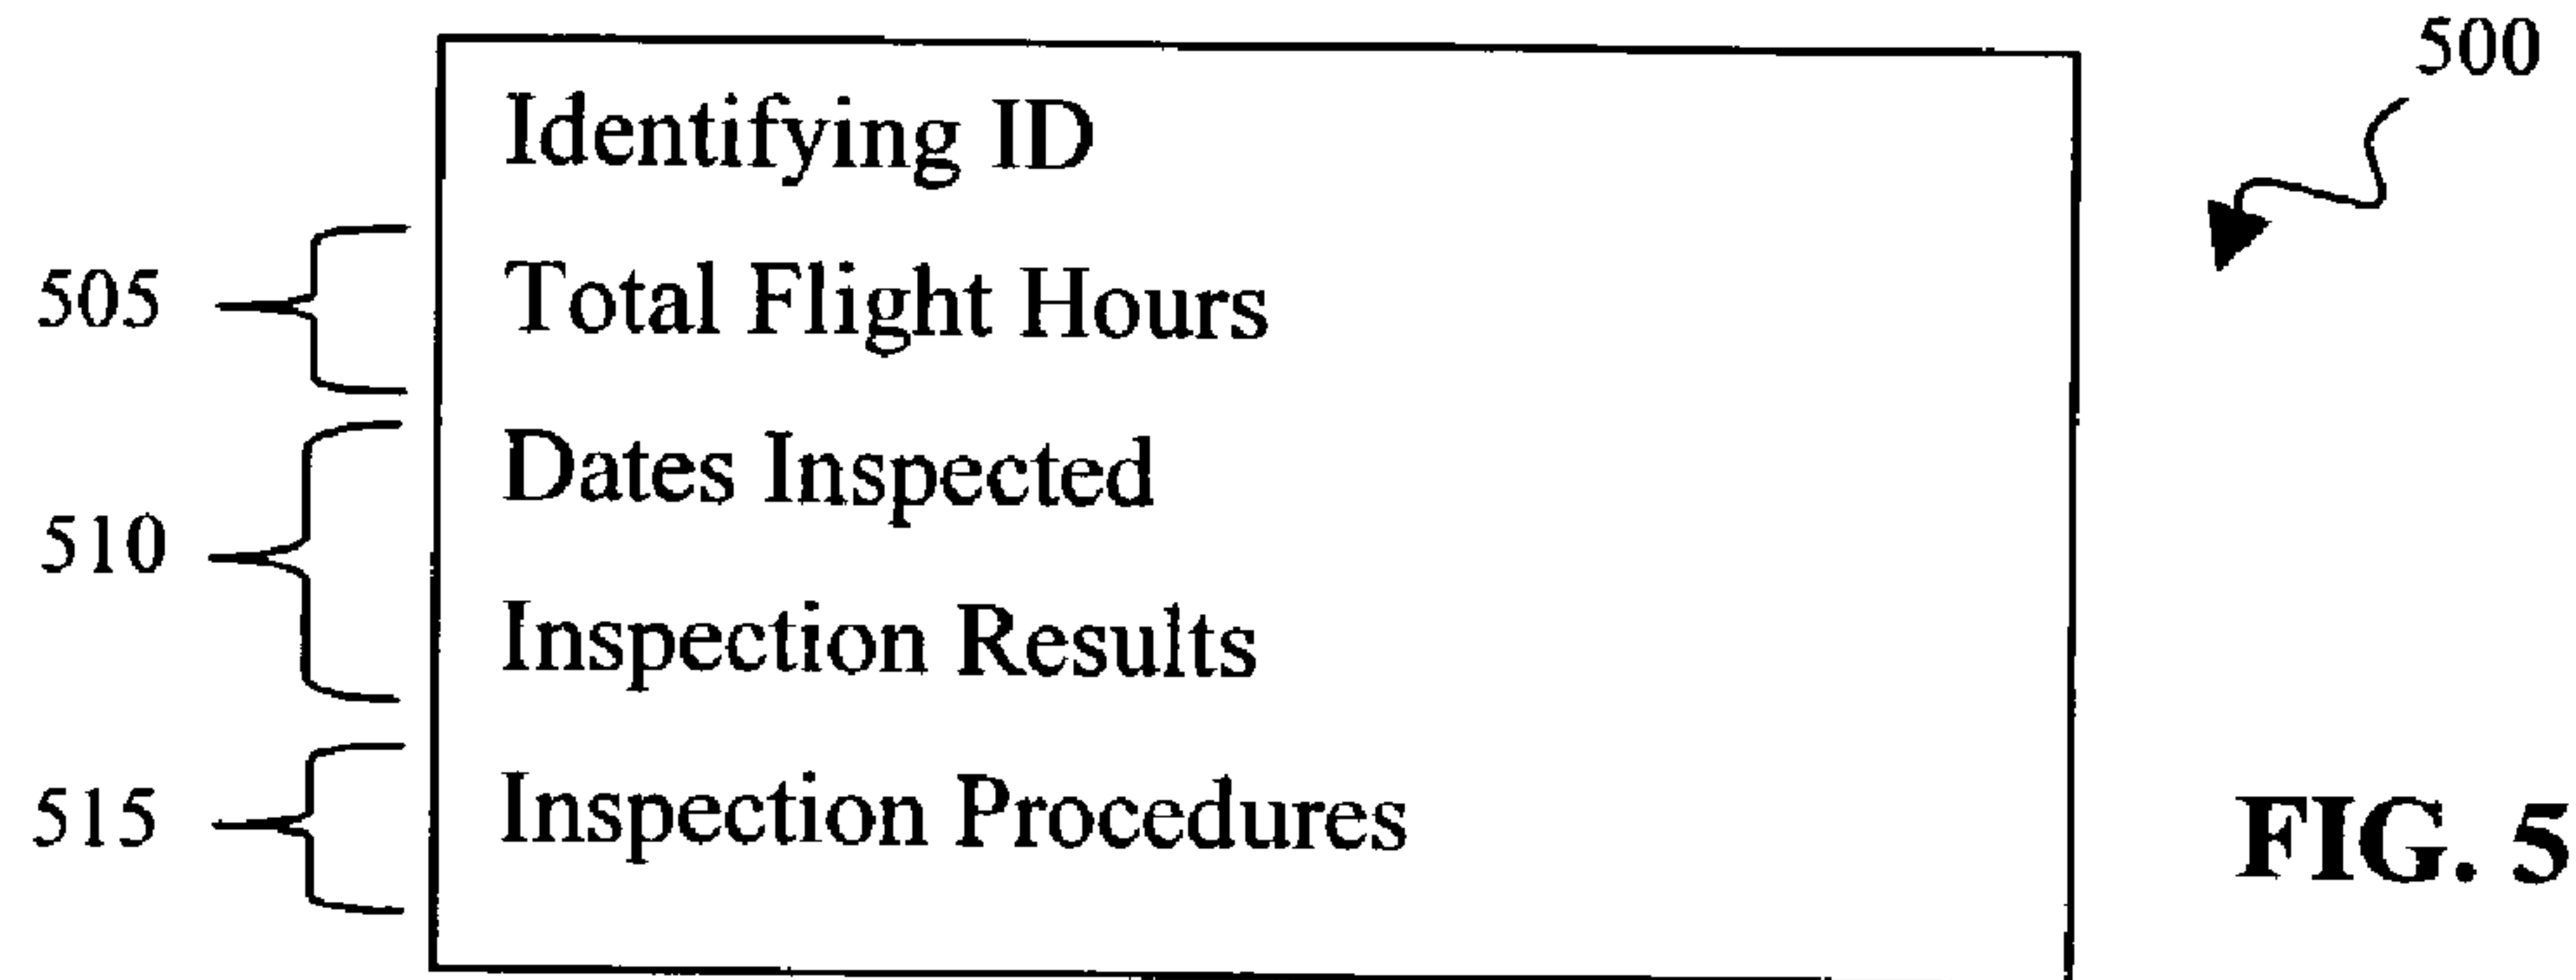 500
Identifying ID
505 Total Flight Hours
Dates Inspected
510
Inspection Results
515 Inspection Procedures
FIG. 5